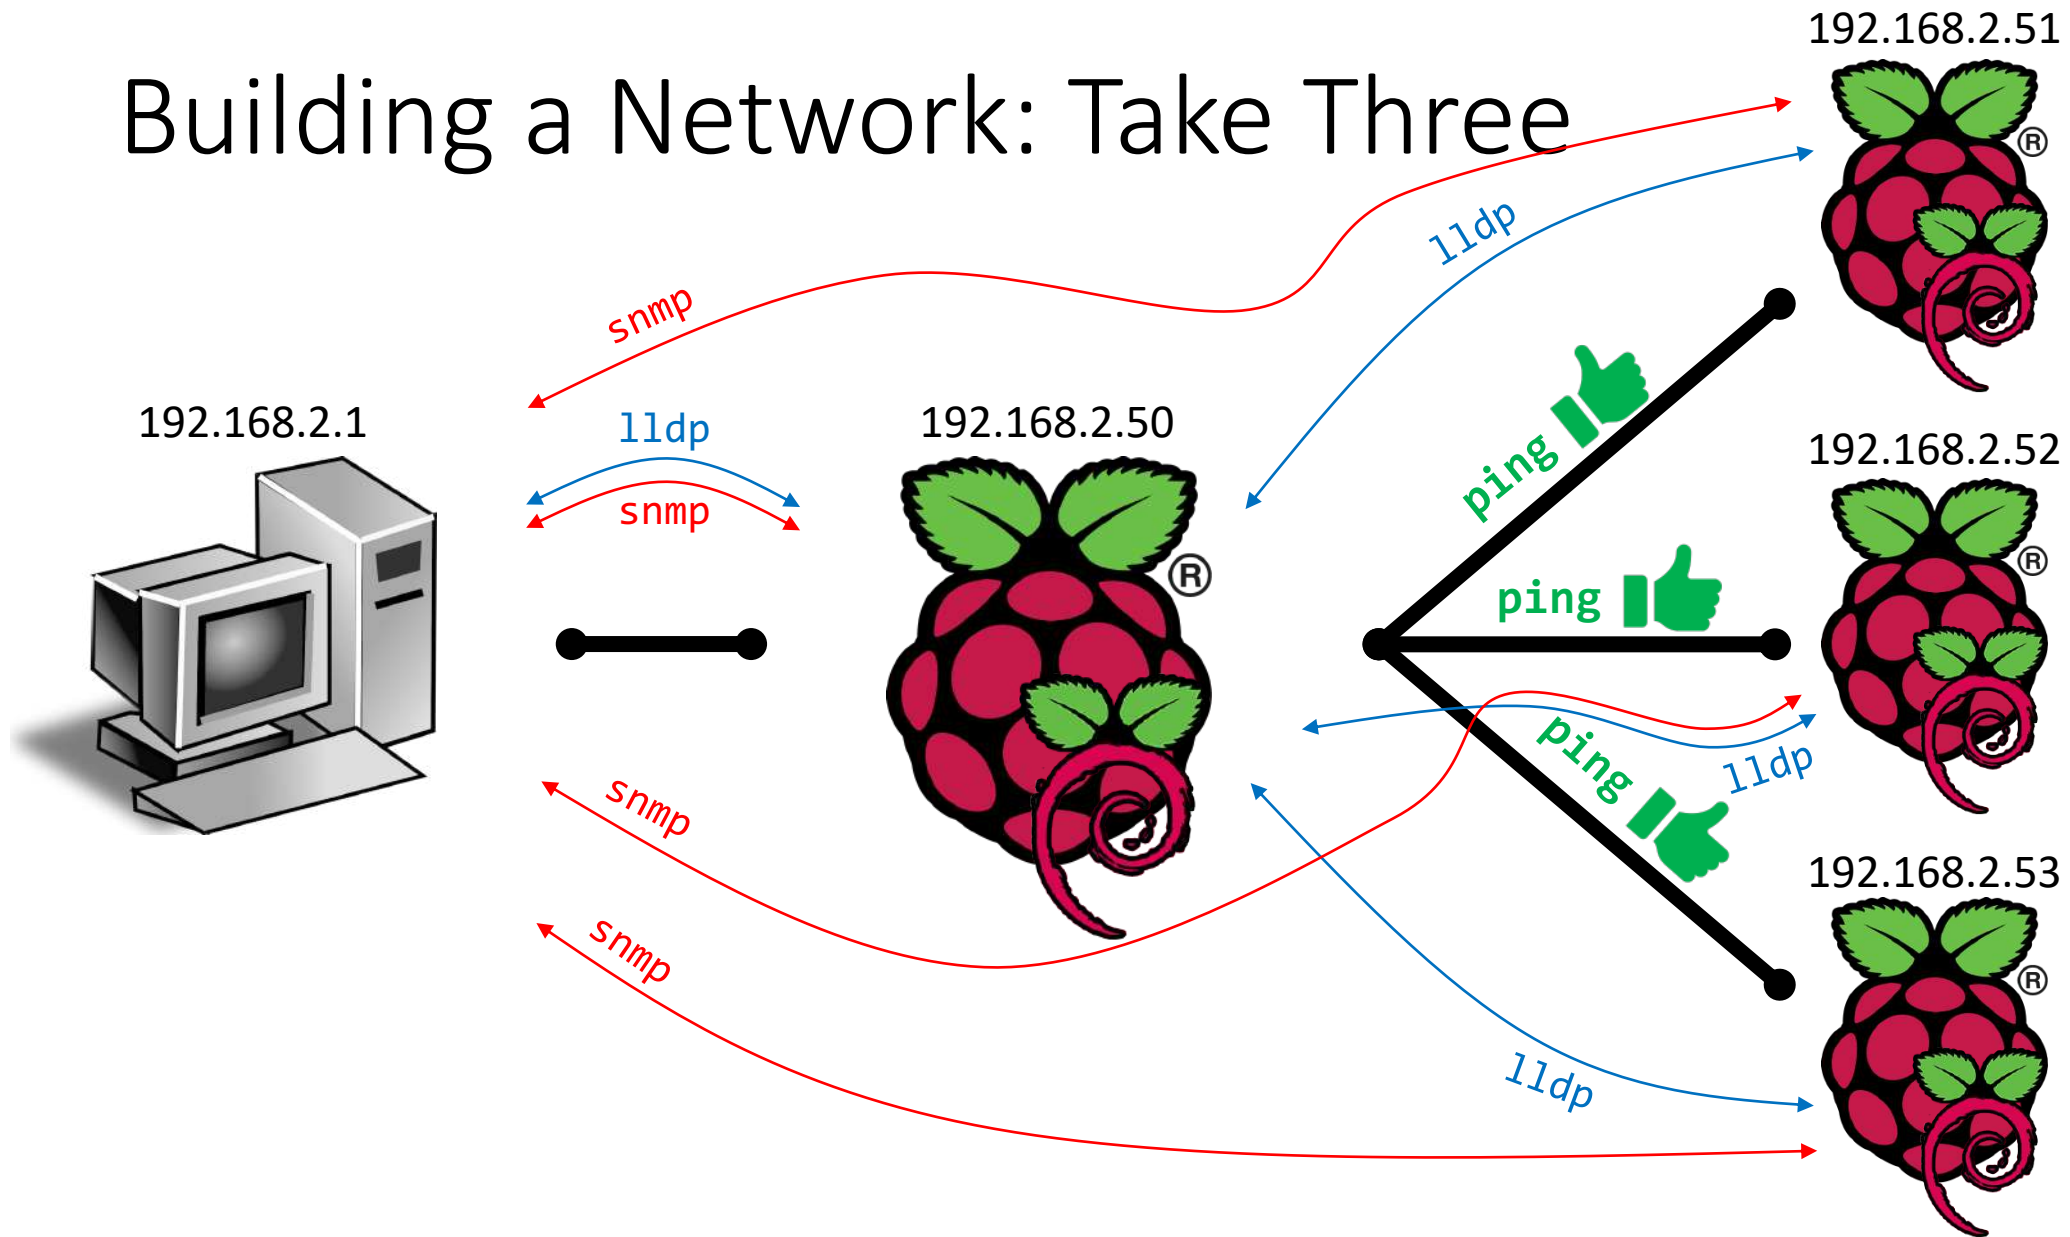 192.168.2.51
Building a Network: Take Three
®
lldp
snmp
192.168.2.1
lldp
snmp
192.168.2.50
®
ping
192.168.2.52
®
ping
ping
lldp
snmp
192.168.2.53
®
snmp
lldp